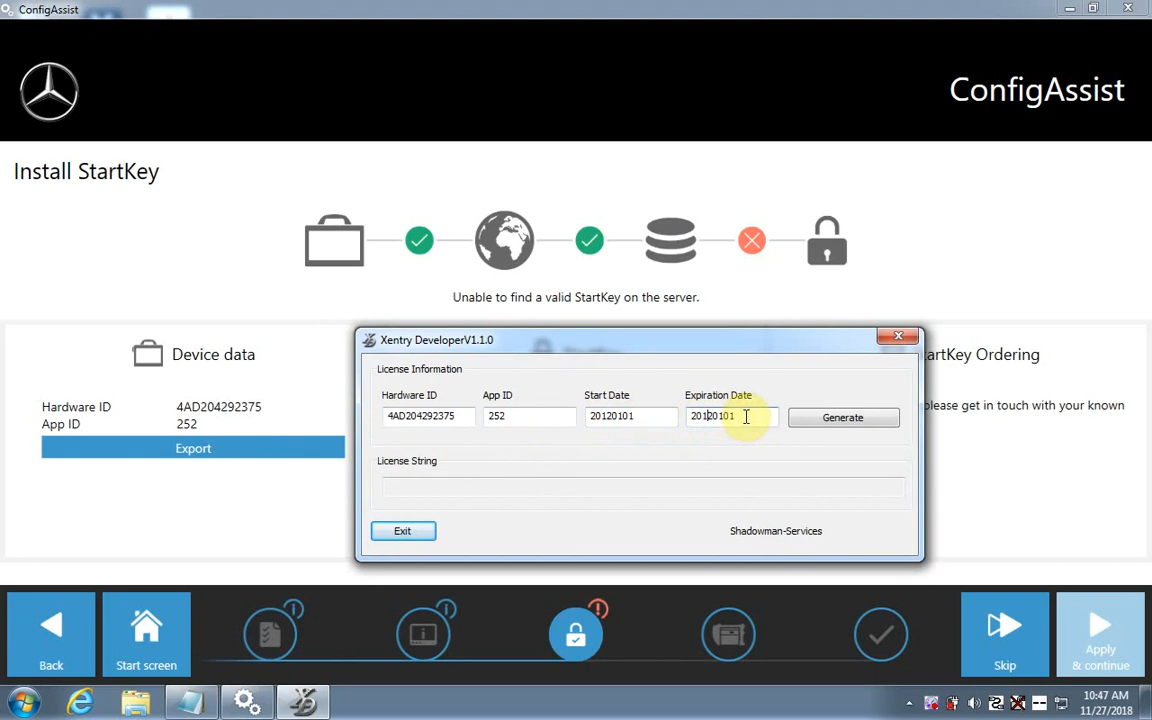 ConfigAssist
ConfigAssist
Install StartKey
Unable to find a valid StartKey on the server.
Device data
Hardware ID 4AD204292375
App ID 252
Export
StartKey Ordering
please get in touch with your known
Xentry DeveloperV1.1.0
License Information
Hardware ID App ID Start Date Expiration Date
4AD204292375 252 20120101 20120101 Generate
License String
Exit Shadowman-Services
Back Start screen Skip Apply
& continue
10:47 AM
11/27/2018